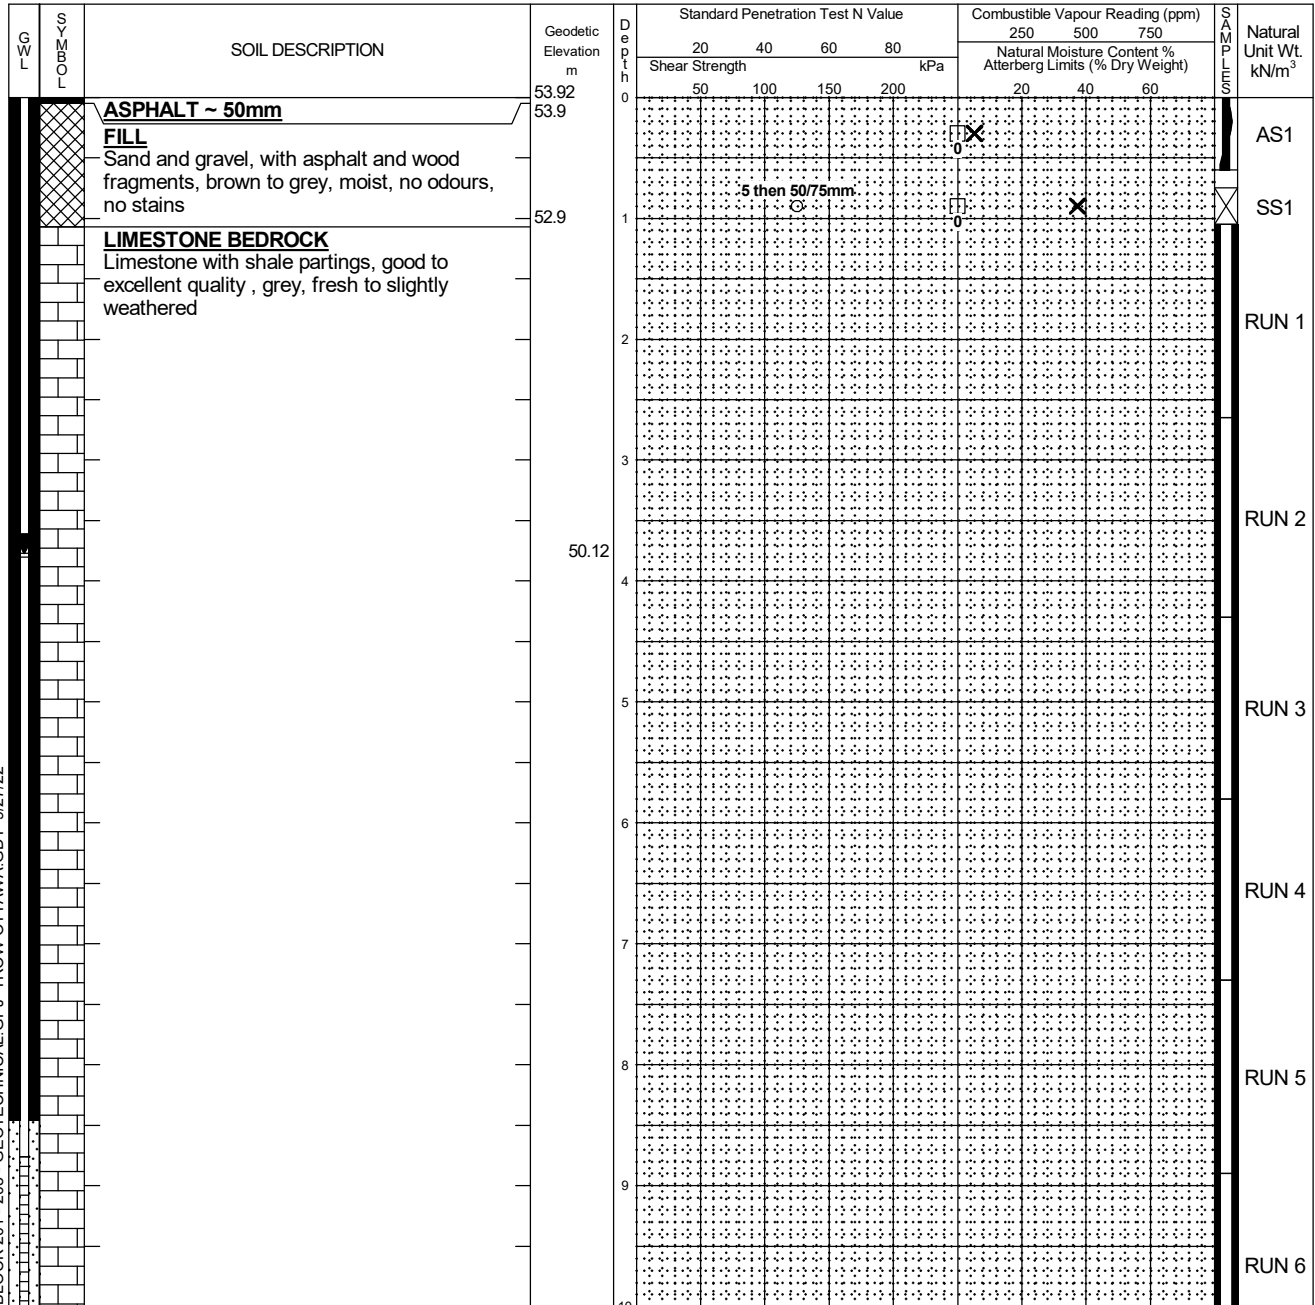 GWL
SYMBOL
SOIL DESCRIPTION
Geodetic
Elevation
m
Depth
Standard Penetration Test N Value
20 40 60 80
Shear Strength kPa
50 100 150 200
Combustible Vapour Reading (ppm)
250 500 750
Natural Moisture Content %
Atterberg Limits (% Dry Weight)
20 40 60
SAMPLES
Natural
Unit Wt.
kN/m³
53.92
0
ASPHALT ~ 50mm
53.9
FILL
Sand and gravel, with asphalt and wood
fragments, brown to grey, moist, no odours,
no stains
0
AS1
5 then 50/75mm
0
SS1
52.9
1
LIMESTONE BEDROCK
Limestone with shale partings, good to
excellent quality , grey, fresh to slightly
weathered
RUN 1
2
3
RUN 2
50.12
4
5
RUN 3
6
RUN 4
7
8
RUN 5
9
RUN 6